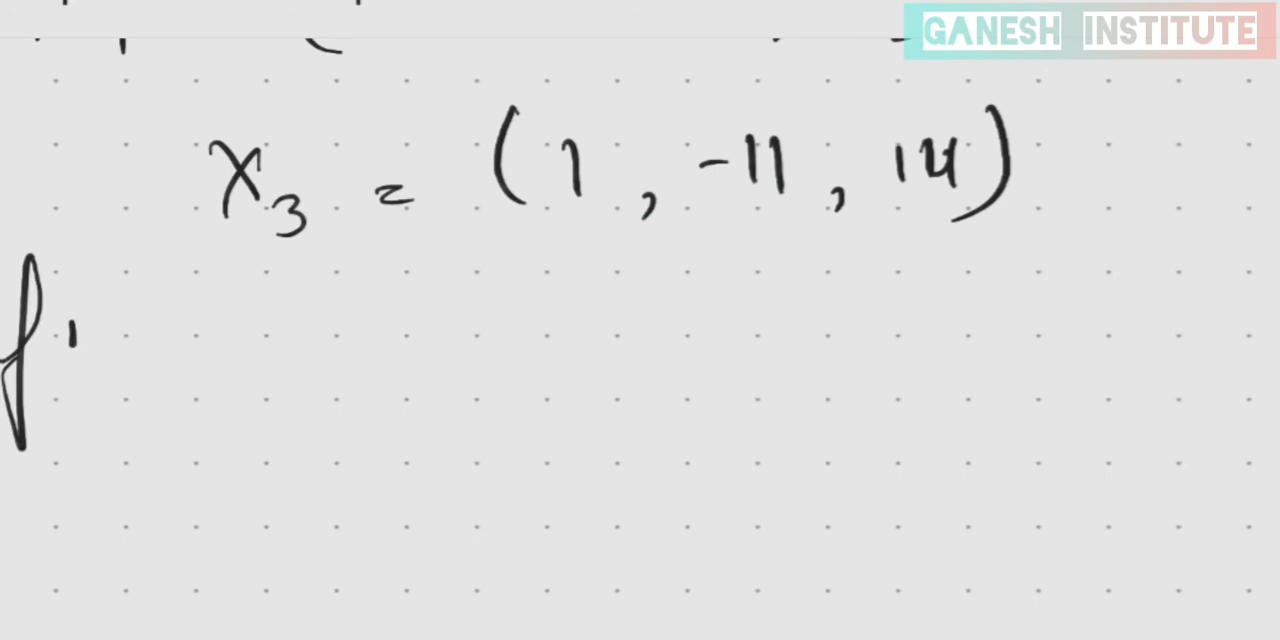 GANESH INSTITUTE
x₃ = (1, -11, 14)
f'